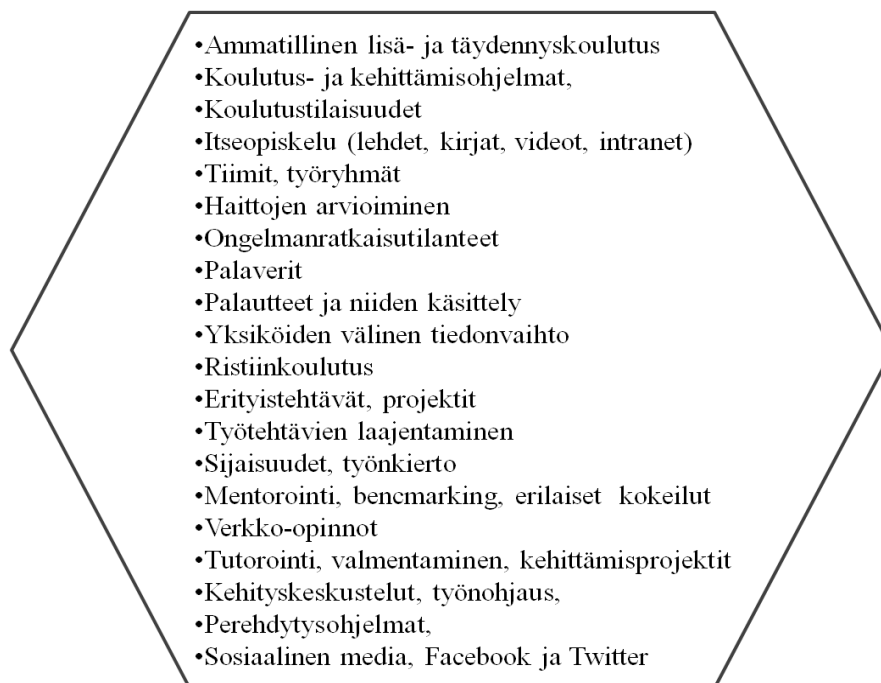 •Ammatillinen lisä- ja täydennyskoulutus
•Koulutus- ja kehittämisohjelmat,
•Koulutustilaisuudet
•Itseopiskelu (lehdet, kirjat, videot, intranet)
•Tiimit, työryhmät
•Haittojen arvioiminen
•Ongelmanratkaisutilanteet
•Palaverit
•Palautteet ja niiden käsittely
•Yksiköiden välinen tiedonvaihto
•Ristiinkoulutus
•Erityistehtävät, projektit
•Työtehtävien laajentaminen
•Sijaisuudet, työnkierto
•Mentorointi, bencmarking, erilaiset kokeilut
•Verkko-opinnot
•Tutorointi, valmentaminen, kehittämisprojektit
•Kehityskeskustelut, työnohjaus,
•Perehdytysohjelmat,
•Sosiaalinen media, Facebook ja Twitter